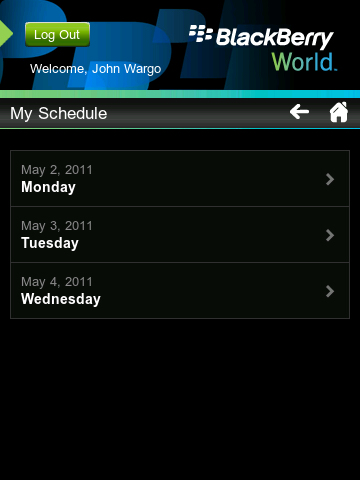 Log Out
BlackBerry
World.
Welcome, John Wargo
My Schedule
May 2, 2011
Monday
May 3, 2011
Tuesday
May 4, 2011
Wednesday